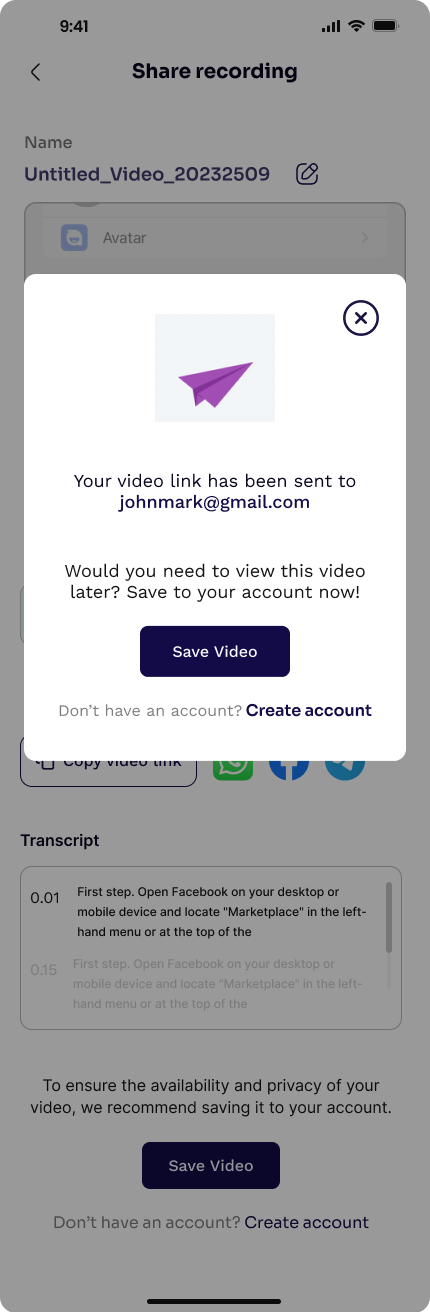 9:41
Share recording
Name
Untitled_Video_20232509
Avatar
Your video link has been sent to
johnmark@gmail.com
Would you need to view this video
later? Save to your account now!
Save Video
Don’t have an account? Create account
Copy video link
Transcript
0.01
First step. Open Facebook on your desktop or
mobile device and locate "Marketplace" in the left-
hand menu or at the top of the
0.15
First step. Open Facebook on your desktop or
mobile device and locate "Marketplace" in the left-
hand menu or at the top of the
To ensure the availability and privacy of your
video, we recommend saving it to your account.
Save Video
Don’t have an account? Create account